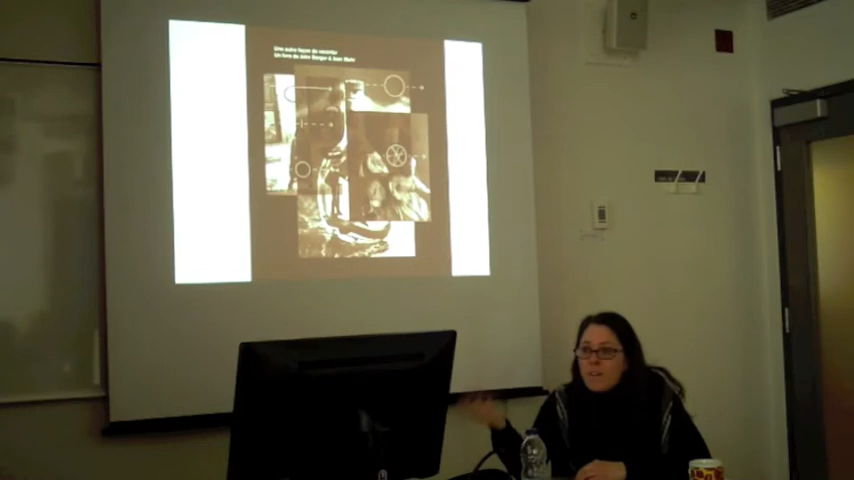 Une autre façon de raconter
Un livre de John Berger & Jean Mohr